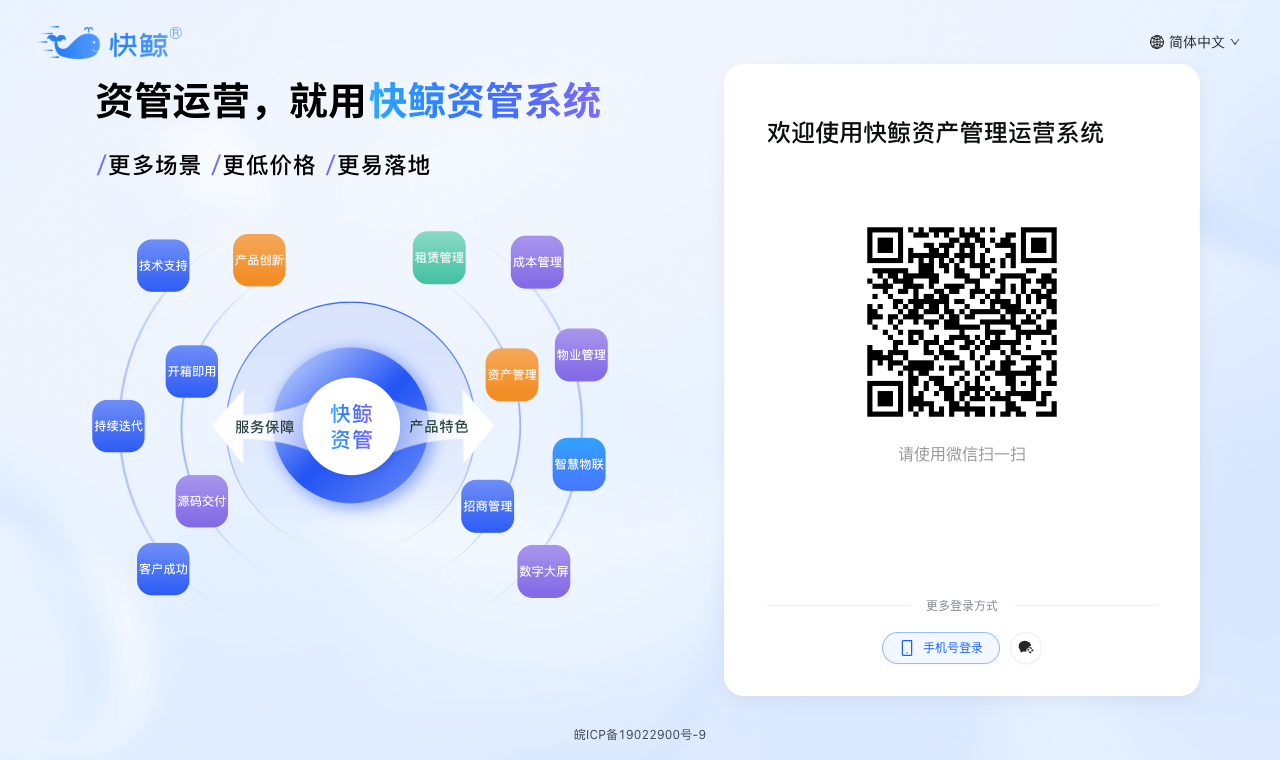 快鲸®
简体中文
资管运营，就用快鲸资管系统
/更多场景 /更低价格 /更易落地
技术支持
产品创新
租赁管理
成本管理
开箱即用
物业管理
资产管理
持续迭代
服务保障
快鲸
资管
产品特色
智慧物联
源码交付
招商管理
客户成功
数字大屏
欢迎使用快鲸资产管理运营系统
请使用微信扫一扫
更多登录方式
手机号登录
皖ICP备19022900号-9